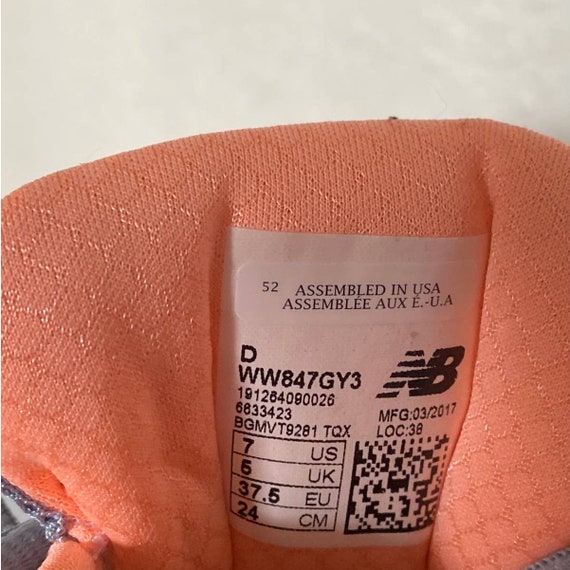 52 ASSEMBLED IN USA
ASSEMBLÉE AUX É.-U.A
D
WW847GY3
NB
191264090026
6633423
MFG:03/2017
BGMVT9281 TQX
LOC:38
7 US
5 UK
37.5 EU
24 CM